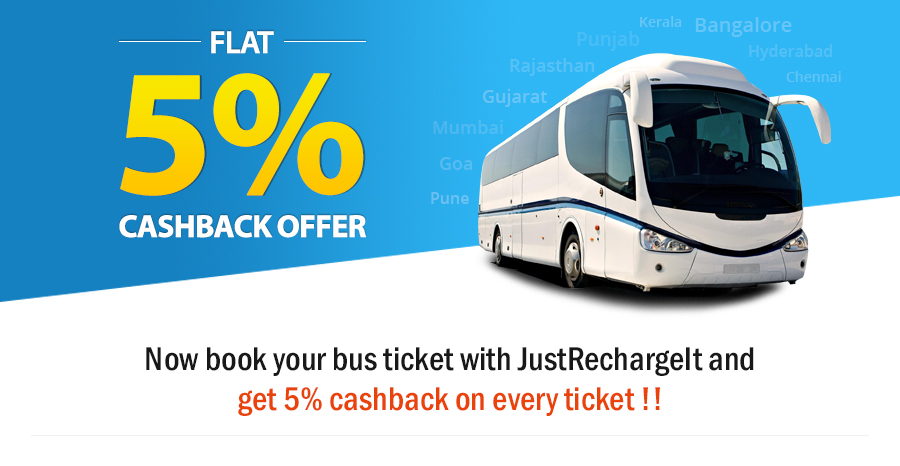 FLAT
5%
CASHBACK OFFER
Kerala
Bangalore
Punjab
Hyderabad
Rajasthan
Chennai
Gujarat
Mumbai
Goa
Pune
Now book your bus ticket with JustRechargeIt and
get 5% cashback on every ticket !!